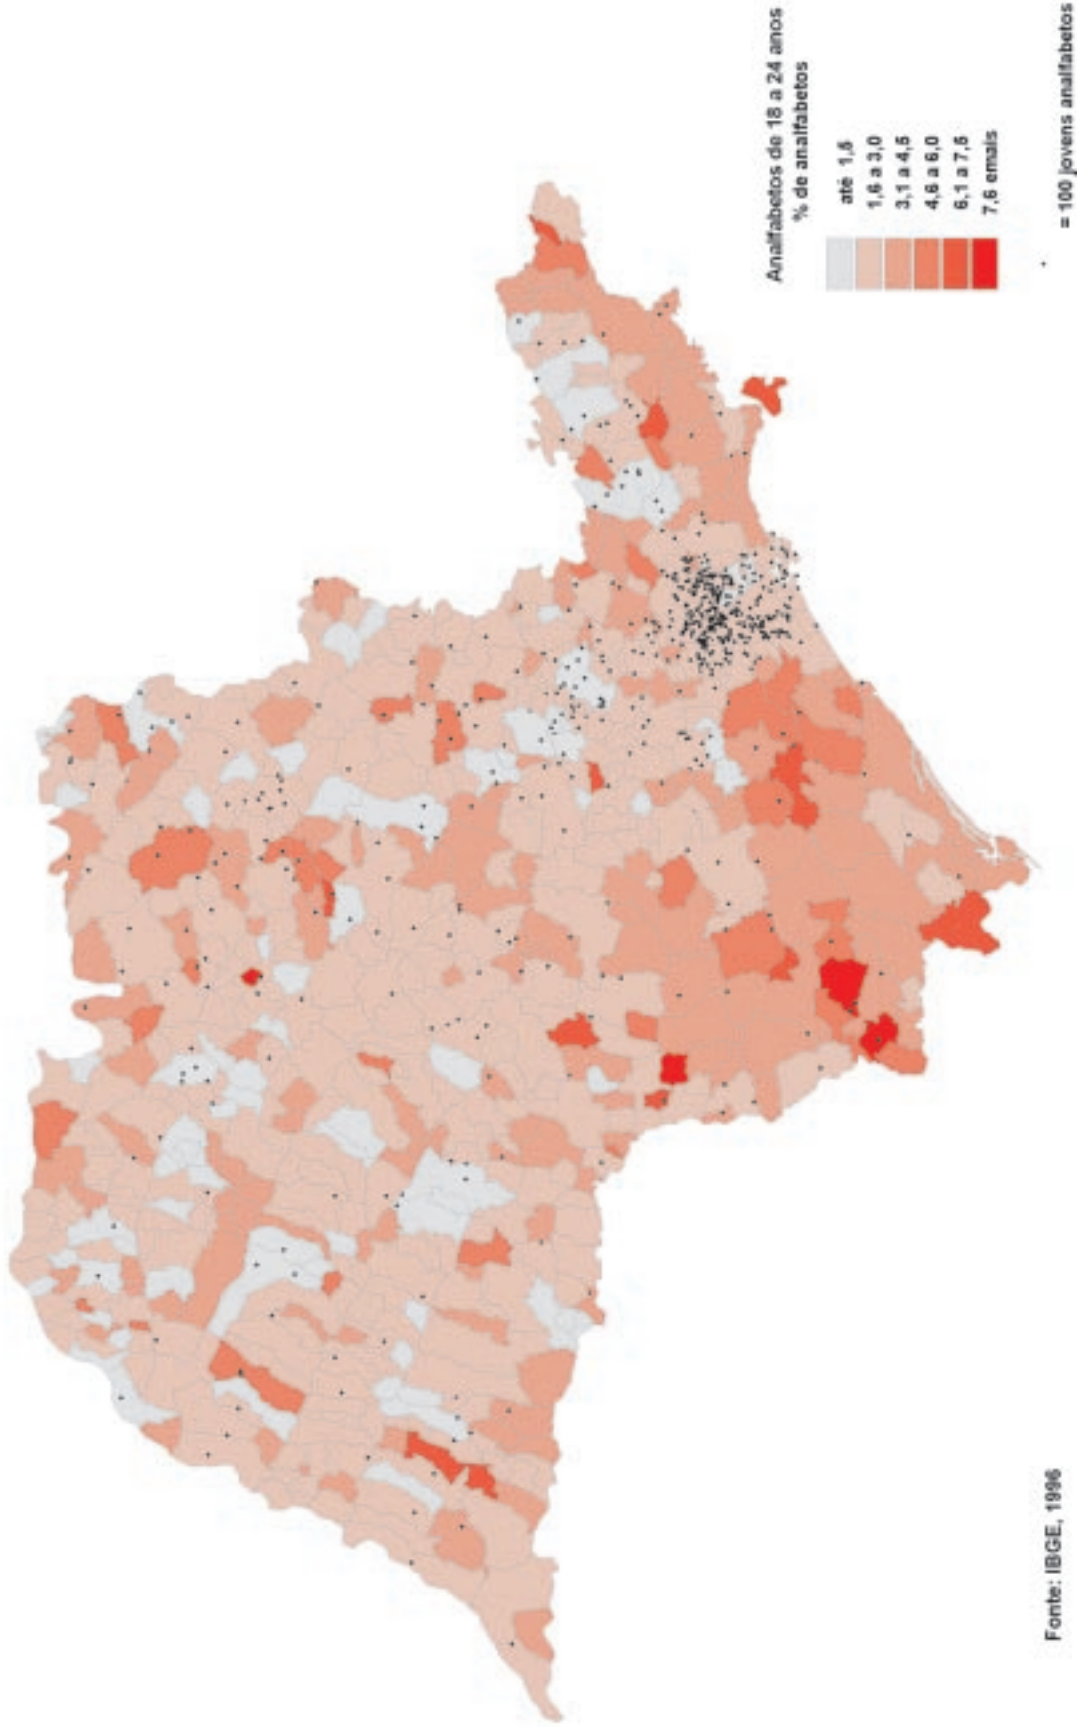 Analfabetos de 18 a 24 anos
% de analfabetos
até 1,5
1,6 a 3,0
3,1 a 4,5
4,6 a 6,0
6,1 a 7,5
7,6 emais
= 100 jovens analfabetos
Fonte: IBGE, 1996